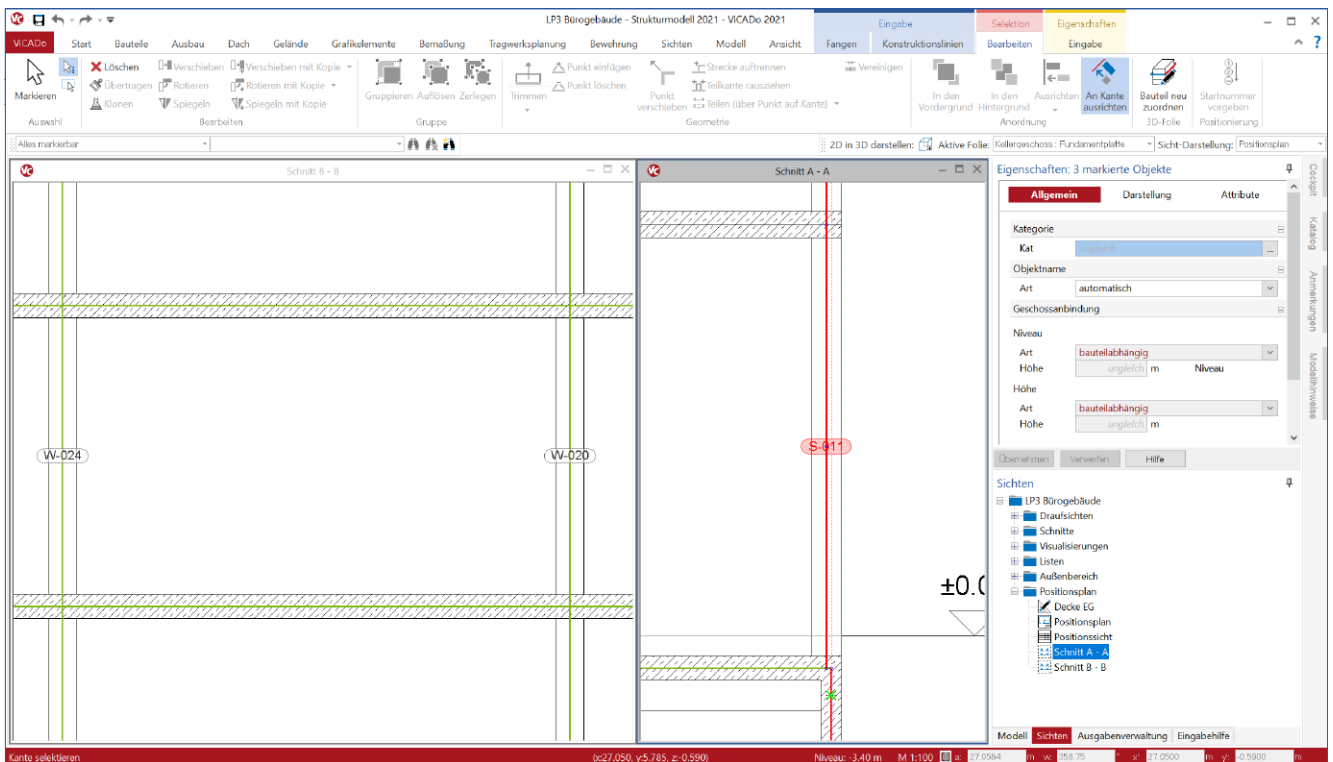 LP3 Bürogebäude - Strukturmodell 2021 - ViCADo 2021
Eingabe
Selektion
Eigenschaften
ViCADo Start Bauteile Ausbau Dach Gelände Grafikelemente Bemaßung Tragwerksplanung Bewehrung Sichten Modell Ansicht Fangen Konstruktionslinien Bearbeiten Eingabe
Löschen Verschieben Verschieben mit Kopie Punkt einfügen Strecke auftrennen Vereinigen
Übertragen Rotieren Rotieren mit Kopie Punkt löschen Teilkante rausziehen
Klonen Spiegeln Spiegeln mit Kopie Teilen (über Punkt auf Kante)
Markieren
Gruppieren Auflösen Zerlegen Trimmen
Punkt verschieben
In den Vordergrund
In den Hintergrund
Ausrichten
An Kante ausrichten
Bauteil neu zuordnen
Startnummer vorgeben
Auswahl Bearbeiten Gruppe Geometrie Anordnung 3D-Folie Positionierung
Alles markierbar
2D in 3D darstellen: Aktive Folie: Kellergeschoss : Fundamentplatte Sicht-Darstellung: Positionsplan
Schnitt B - B
W-024
W-020
Schnitt A - A
S-011
±0.0
Eigenschaften: 3 markierte Objekte
Allgemein Darstellung Attribute
Kategorie
Kat ungleich ...
Objektname
Art automatisch
Geschossanbindung
Niveau
Art bauteilabhängig
Höhe ungleich m Niveau
Höhe
Art bauteilabhängig
Höhe ungleich m
Übernehmen Verwerfen Hilfe
Sichten
LP3 Bürogebäude
Draufsichten
Schnitte
Visualisierungen
Listen
Außenbereich
Positionsplan
Decke EG
Positionsplan
Positionssicht
Schnitt A - A
Schnitt B - B
Modell Sichten Ausgabenverwaltung Eingabehilfe
Cockpit
Katalog
Anmerkungen
Modellhinweise
Kante selektieren (x:27.050, y:5.785, z:-0.590) Niveau: -3.40 m M 1:100 a: 27.0564 m w: 358.75 ° x': 27.0500 m y: -0.5900 m